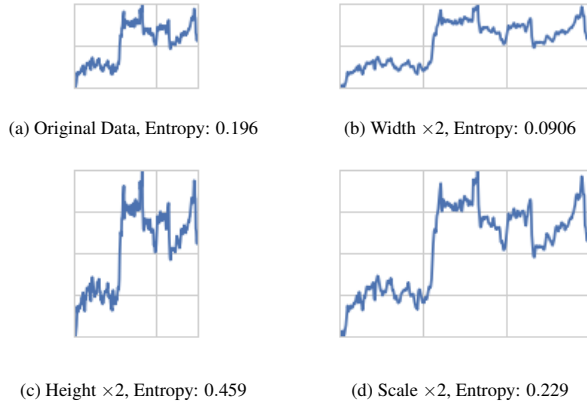 (a) Original Data, Entropy: 0.196
(b) Width ×2, Entropy: 0.0906
(c) Height ×2, Entropy: 0.459
(d) Scale ×2, Entropy: 0.229